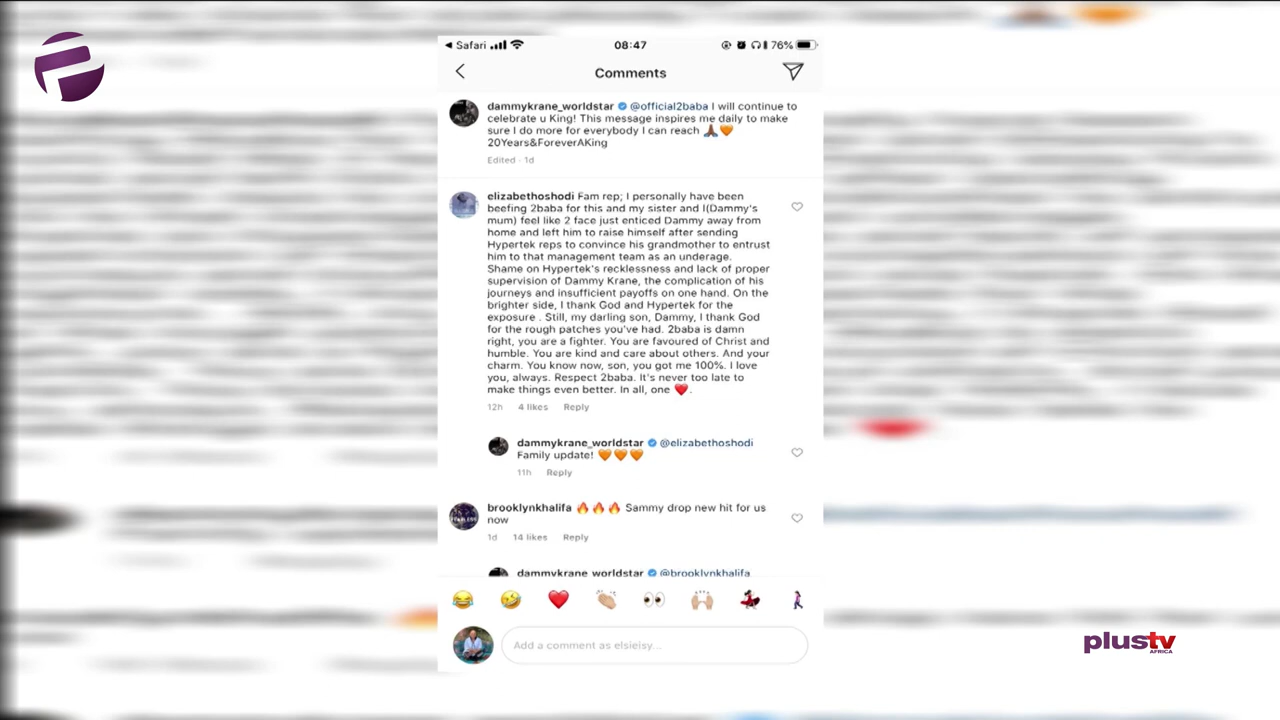 Safari
08:47
76%
Comments
dammykrane_worldstar @official2baba I will continue to
celebrate u King! This message inspires me daily to make
sure I do more for everybody I can reach 🙏🏾🧡
20Years&ForeverAKing
Edited · 1d
elizabethoshodi Fam rep; I personally have been
beefing 2baba for this and my sister and I(Dammy's
mum) feel like 2 face just enticed Dammy away from
home and left him to raise himself after sending
Hypertek reps to convince his grandmother to entrust
him to that management team as an underage.
Shame on Hypertek's recklessness and lack of proper
supervision of Dammy Krane, the complication of his
journeys and insufficient payoffs on one hand. On the
brighter side, I thank God and Hypertek for the
exposure . Still, my darling son, Dammy, I thank God
for the rough patches you've had. 2baba is damn
right, you are a fighter. You are favoured of Christ and
humble. You are kind and care about others. And your
charm. You know now, son, you got me 100%. I love
you, always. Respect 2baba. It's never too late to
make things even better. In all, one ❤️.
12h 4 likes Reply
dammykrane_worldstar @elizabethoshodi
Family update! 🧡🧡🧡
11h Reply
brooklynkhalifa 🔥🔥🔥 Sammy drop new hit for us
now
1d 14 likes Reply
dammykrane_worldstar @brooklynkhalifa
Add a comment as elsieisy...
plustv
AFRICA